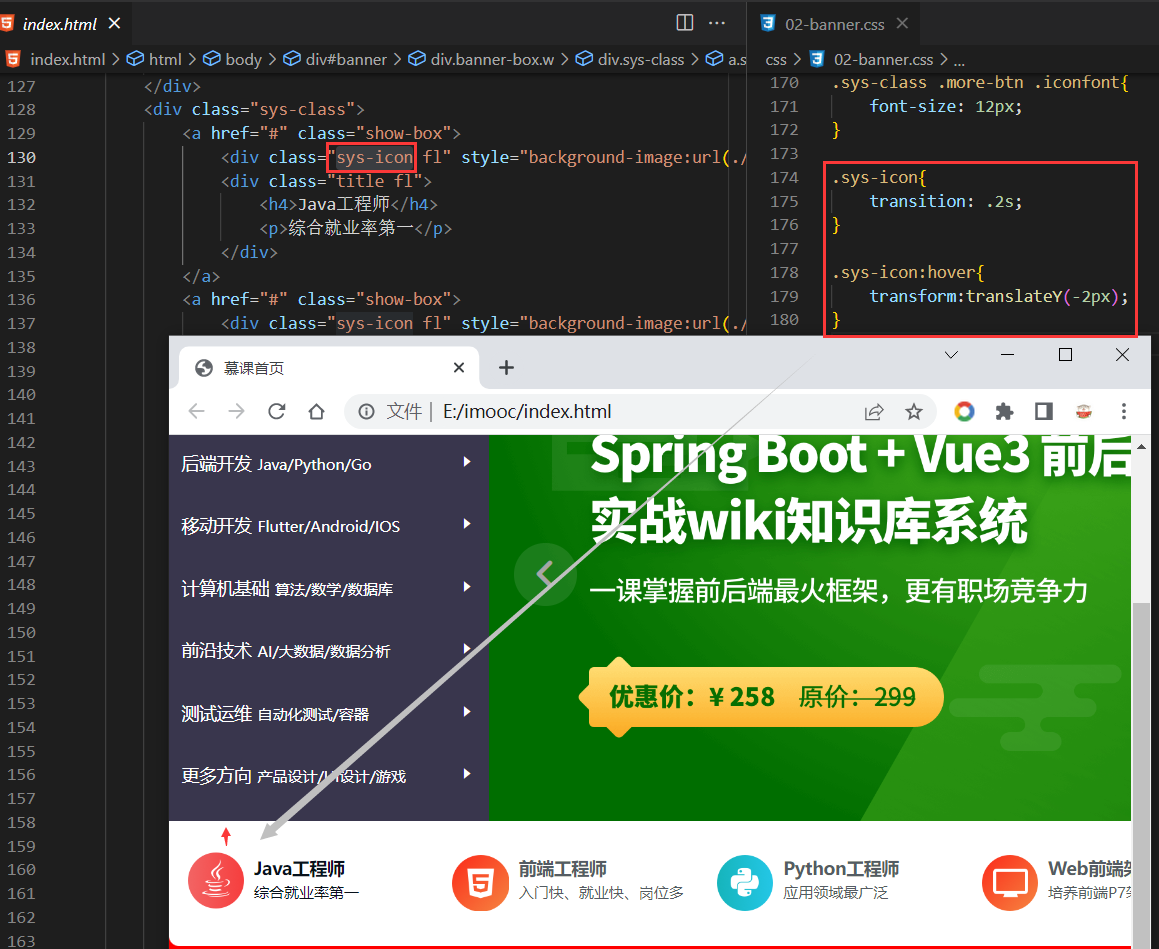 index.html
02-banner.css
index.html > html > body > div#banner > div.banner-box.w > div.sys-class > a.s
css > 02-banner.css > ...
127 </div>
128 <div class="sys-class">
129 <a href="#" class="show-box">
130 <div class="sys-icon fl" style="background-image:url(./
131 <div class="title fl">
132 <h4>Java工程师</h4>
133 <p>综合就业率第一</p>
134 </div>
135 </a>
136 <a href="#" class="show-box">
137 <div class="sys-icon fl" style="background-image:url(./
138
139
140
141
142
143
144
145
146
147
148
149
150
151
152
153
154
155
156
157
158
159
160
161
162
163
170 .sys-class .more-btn .iconfont{
171 font-size: 12px;
172 }
173
174 .sys-icon{
175 transition: .2s;
176 }
177
178 .sys-icon:hover{
179 transform:translateY(-2px);
180 }
慕课首页
文件 | E:/imooc/index.html
后端开发 Java/Python/Go
移动开发 Flutter/Android/IOS
计算机基础 算法/数学/数据库
前沿技术 AI/大数据/数据分析
测试运维 自动化测试/容器
更多方向 产品设计/UI设计/游戏
Spring Boot + Vue3 前后
实战wiki知识库系统
一课掌握前后端最火框架，更有职场竞争力
优惠价：¥ 258 原价：299
Java工程师
综合就业率第一
前端工程师
入门快、就业快、岗位多
Python工程师
应用领域最广泛
Web前端架
培养前端P7架